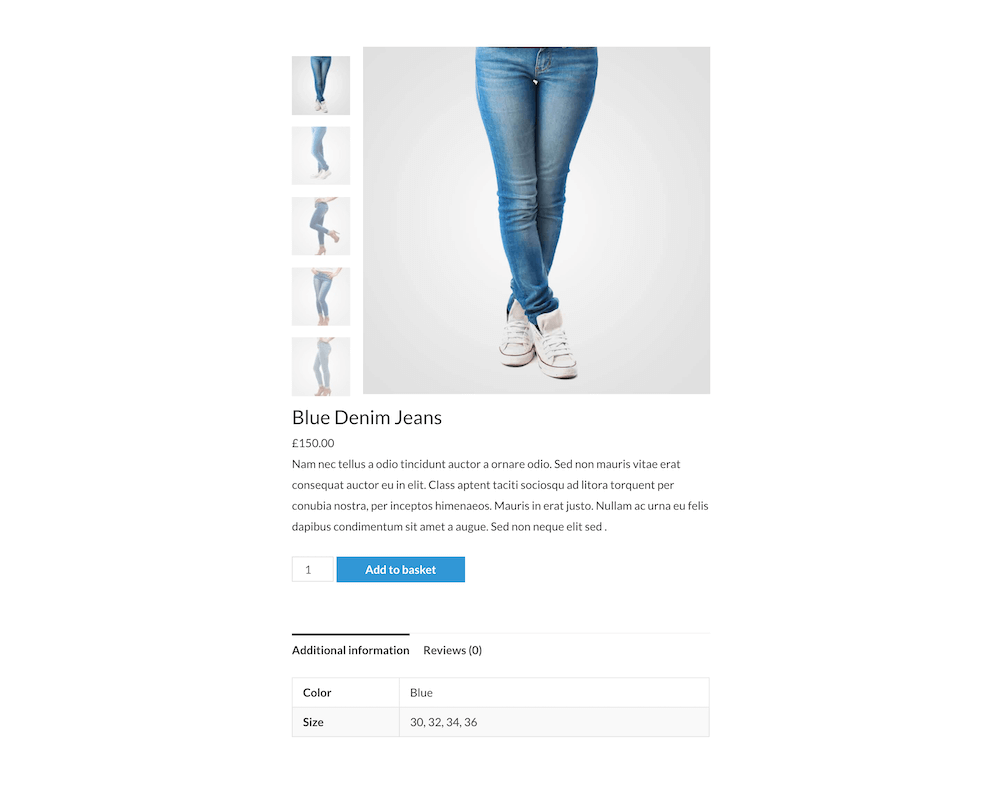 Blue Denim Jeans
£150.00
Nam nec tellus a odio tincidunt auctor a ornare odio. Sed non mauris vitae erat
consequat auctor eu in elit. Class aptent taciti sociosqu ad litora torquent per
conubia nostra, per inceptos himenaeos. Mauris in erat justo. Nullam ac urna eu felis
dapibus condimentum sit amet a augue. Sed non neque elit sed .
1 Add to basket
Additional information Reviews (0)
Color Blue
Size 30, 32, 34, 36